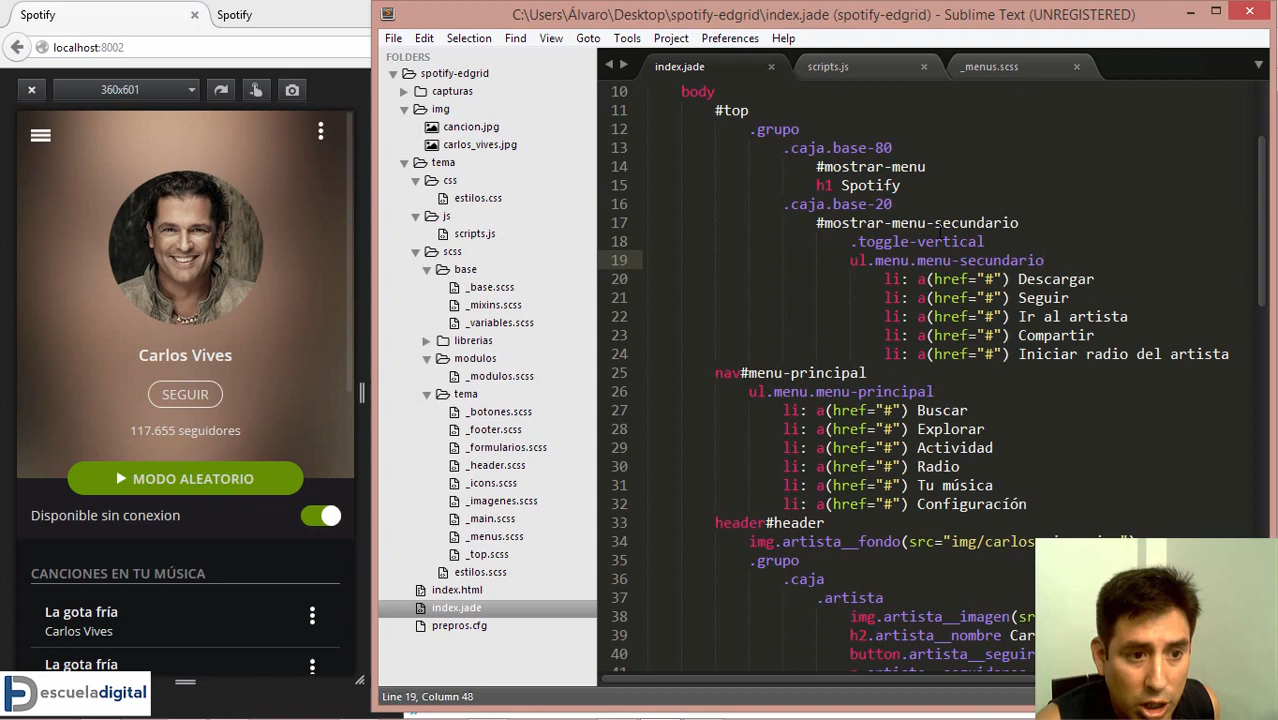 Spotify
Spotify
localhost:8002
360x601
Carlos Vives
SEGUIR
117.655 seguidores
MODO ALEATORIO
Disponible sin conexion
CANCIONES EN TU MÚSICA
La gota fría
Carlos Vives
La gota fría
escueladigital
C:\Users\Álvaro\Desktop\spotify-edgrid\index.jade (spotify-edgrid) - Sublime Text (UNREGISTERED)
File Edit Selection Find View Goto Tools Project Preferences Help
FOLDERS
spotify-edgrid
capturas
img
cancion.jpg
carlos_vives.jpg
tema
css
estilos.css
js
scripts.js
scss
base
_base.scss
_mixins.scss
_variables.scss
librerias
modulos
_modulos.scss
tema
_botones.scss
_footer.scss
_formularios.scss
_header.scss
_icons.scss
_imagenes.scss
_main.scss
_menus.scss
_top.scss
estilos.scss
index.html
index.jade
prepros.cfg
index.jade scripts.js _menus.scss
10 body
11 #top
12 .grupo
13 .caja.base-80
14 #mostrar-menu
15 h1 Spotify
16 .caja.base-20
17 #mostrar-menu-secundario
18 .toggle-vertical
19 ul.menu.menu-secundario
20 li: a(href="#") Descargar
21 li: a(href="#") Seguir
22 li: a(href="#") Ir al artista
23 li: a(href="#") Compartir
24 li: a(href="#") Iniciar radio del artista
25 nav#menu-principal
26 ul.menu.menu-principal
27 li: a(href="#") Buscar
28 li: a(href="#") Explorar
29 li: a(href="#") Actividad
30 li: a(href="#") Radio
31 li: a(href="#") Tu música
32 li: a(href="#") Configuración
33 header#header
34 img.artista__fondo(src="img/carlos
35 .grupo
36 .caja
37 .artista
38 img.artista__imagen(s
39 h2.artista__nombre Car
40 button.artista__seguir
Line 19, Column 48